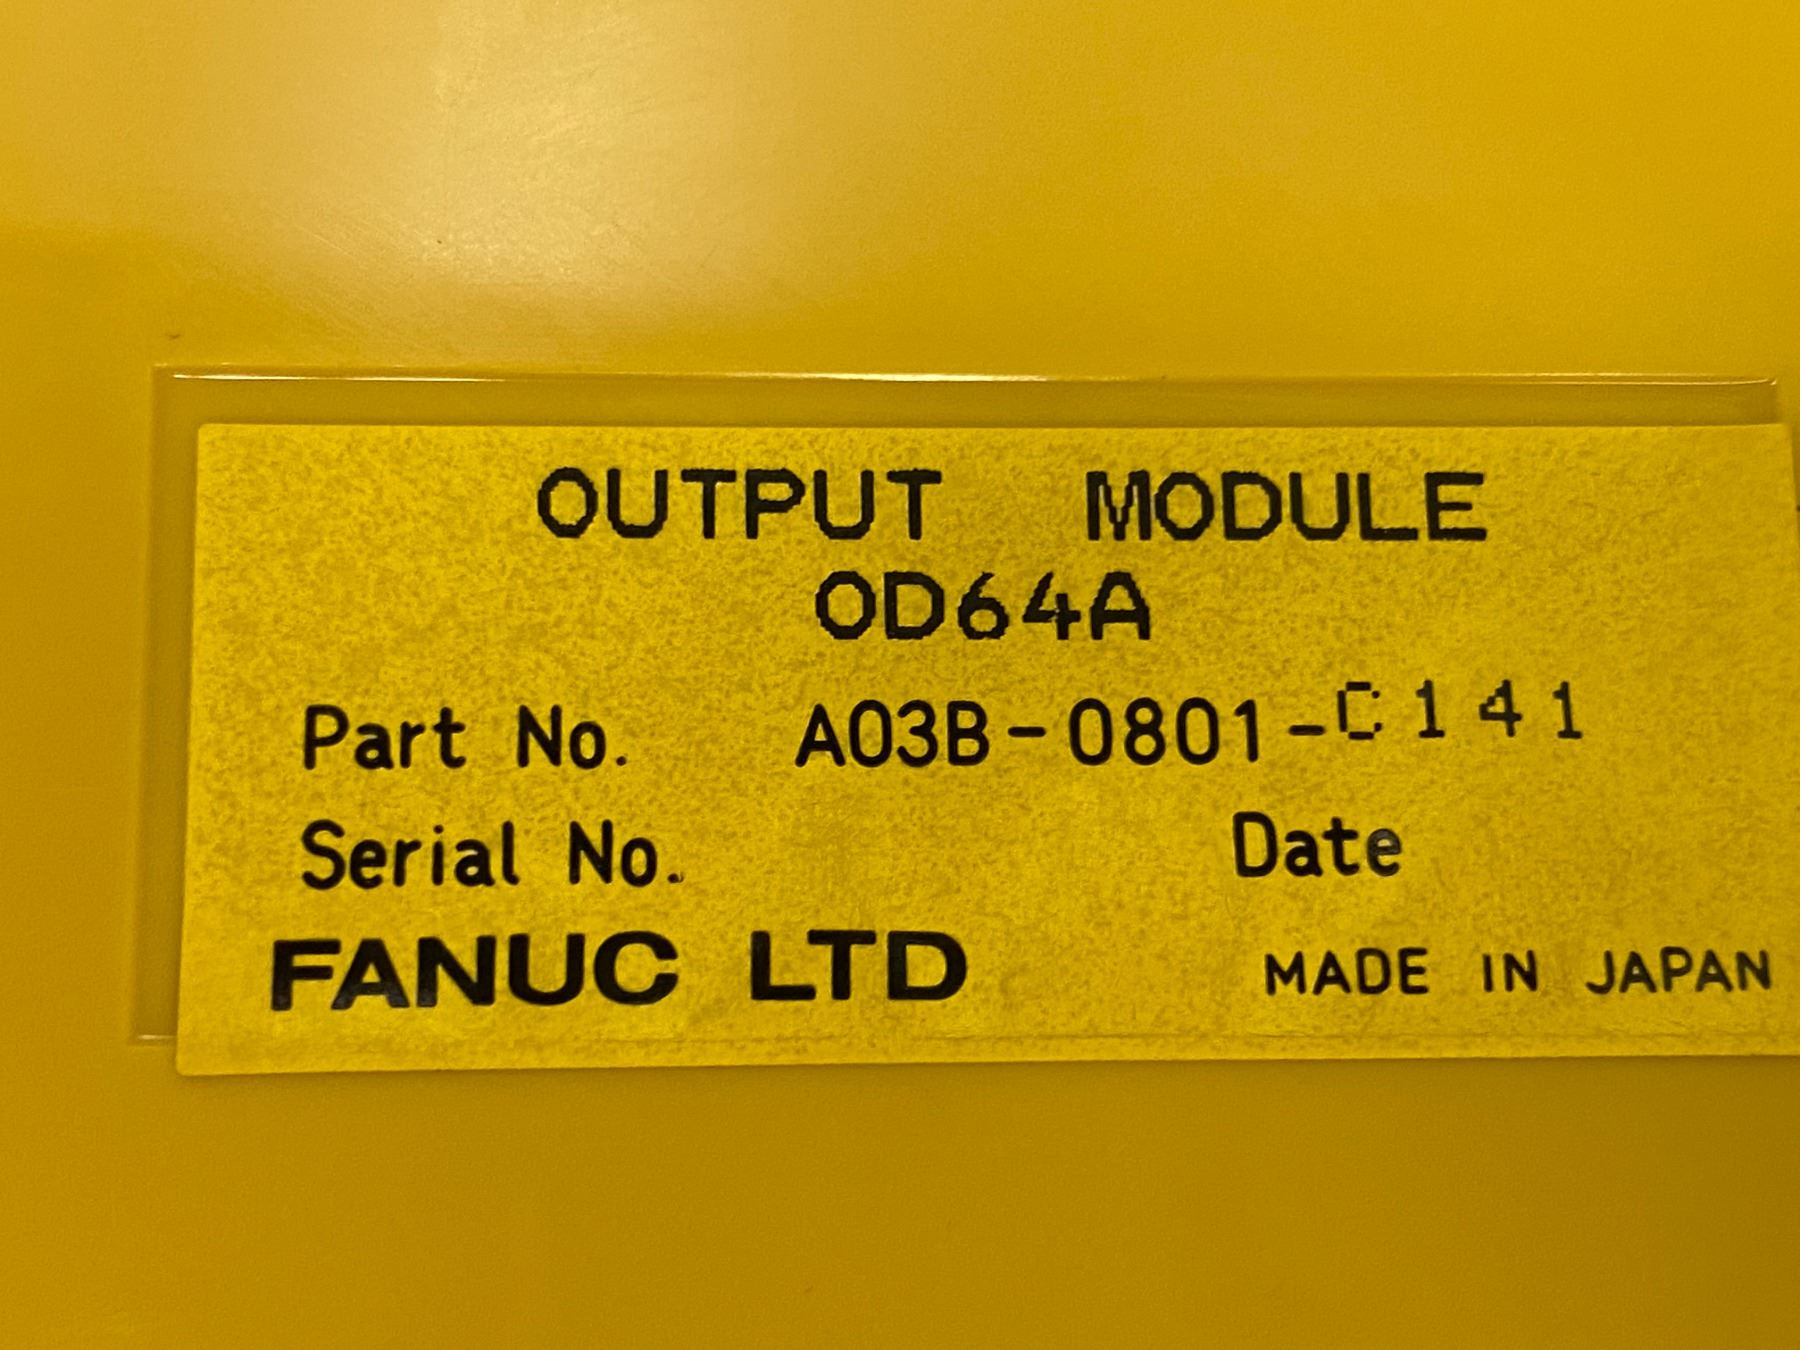 OUTPUT MODULE
OD64A
Part No. A03B-0801-C141
Serial No. Date
FANUC LTD MADE IN JAPAN